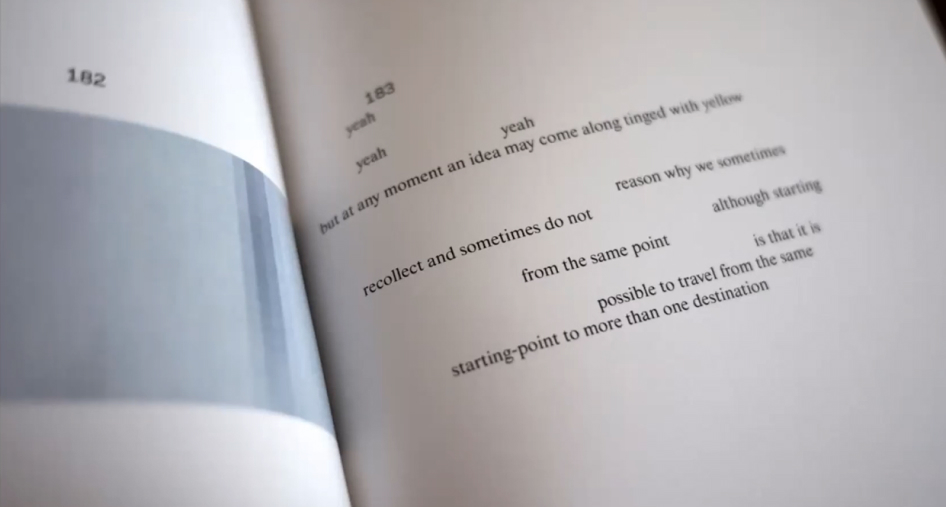 182
183
yeah
yeah
yeah
but at any moment an idea may come along tinged with yellow
reason why we sometimes
recollect and sometimes do not
although starting
from the same point
is that it is
possible to travel from the same
starting-point to more than one destination